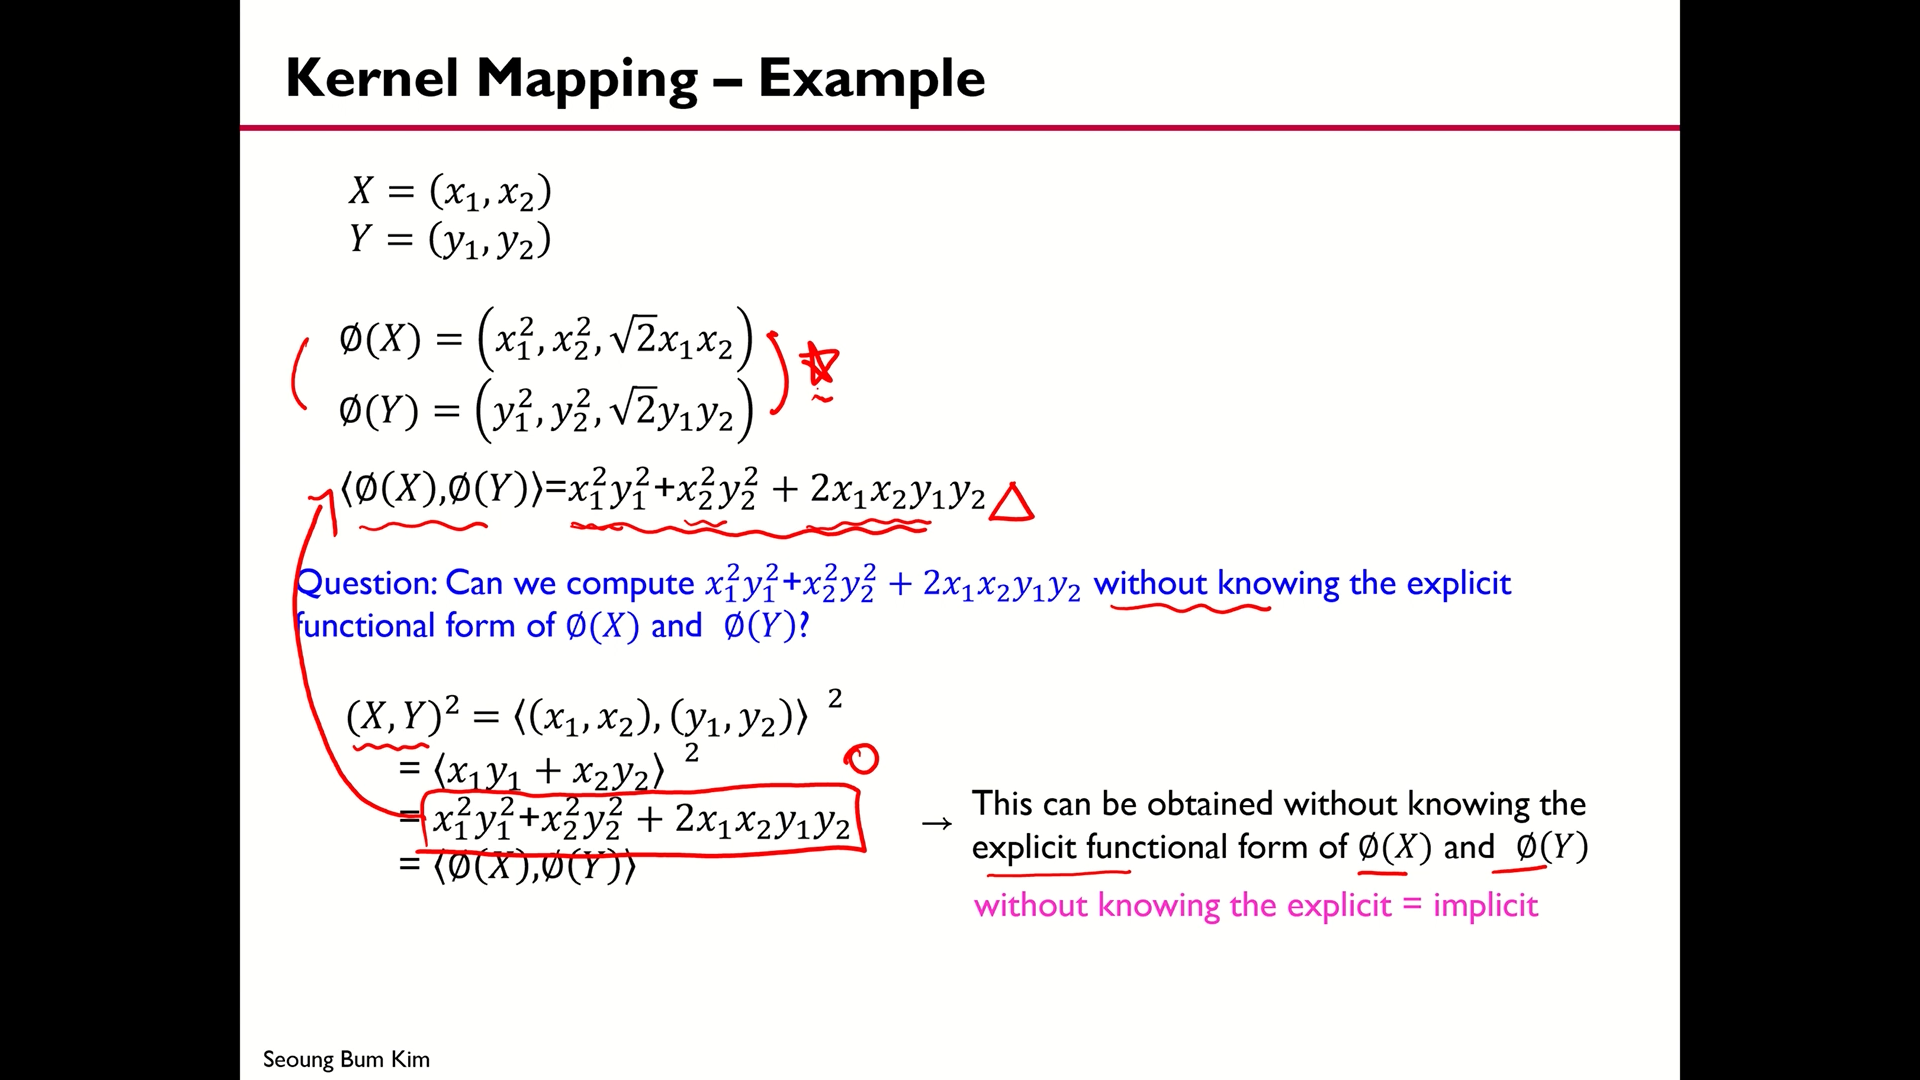 Kernel Mapping – Example
X = (x₁, x₂)
Y = (y₁, y₂)
∅(X) = (x₁², x₂², √2x₁x₂)
∅(Y) = (y₁², y₂², √2y₁y₂)
⟨∅(X),∅(Y)⟩=x₁²y₁²+x₂²y₂² + 2x₁x₂y₁y₂
Question: Can we compute x₁²y₁²+x₂²y₂² + 2x₁x₂y₁y₂ without knowing the explicit
functional form of ∅(X) and ∅(Y)?
(X, Y)² = ⟨(x₁, x₂), (y₁, y₂)⟩ ²
= ⟨x₁y₁ + x₂y₂⟩ ²
= x₁²y₁²+x₂²y₂² + 2x₁x₂y₁y₂
= ⟨∅(X),∅(Y)⟩
→ This can be obtained without knowing the
explicit functional form of ∅(X) and ∅(Y)
without knowing the explicit = implicit
Seoung Bum Kim